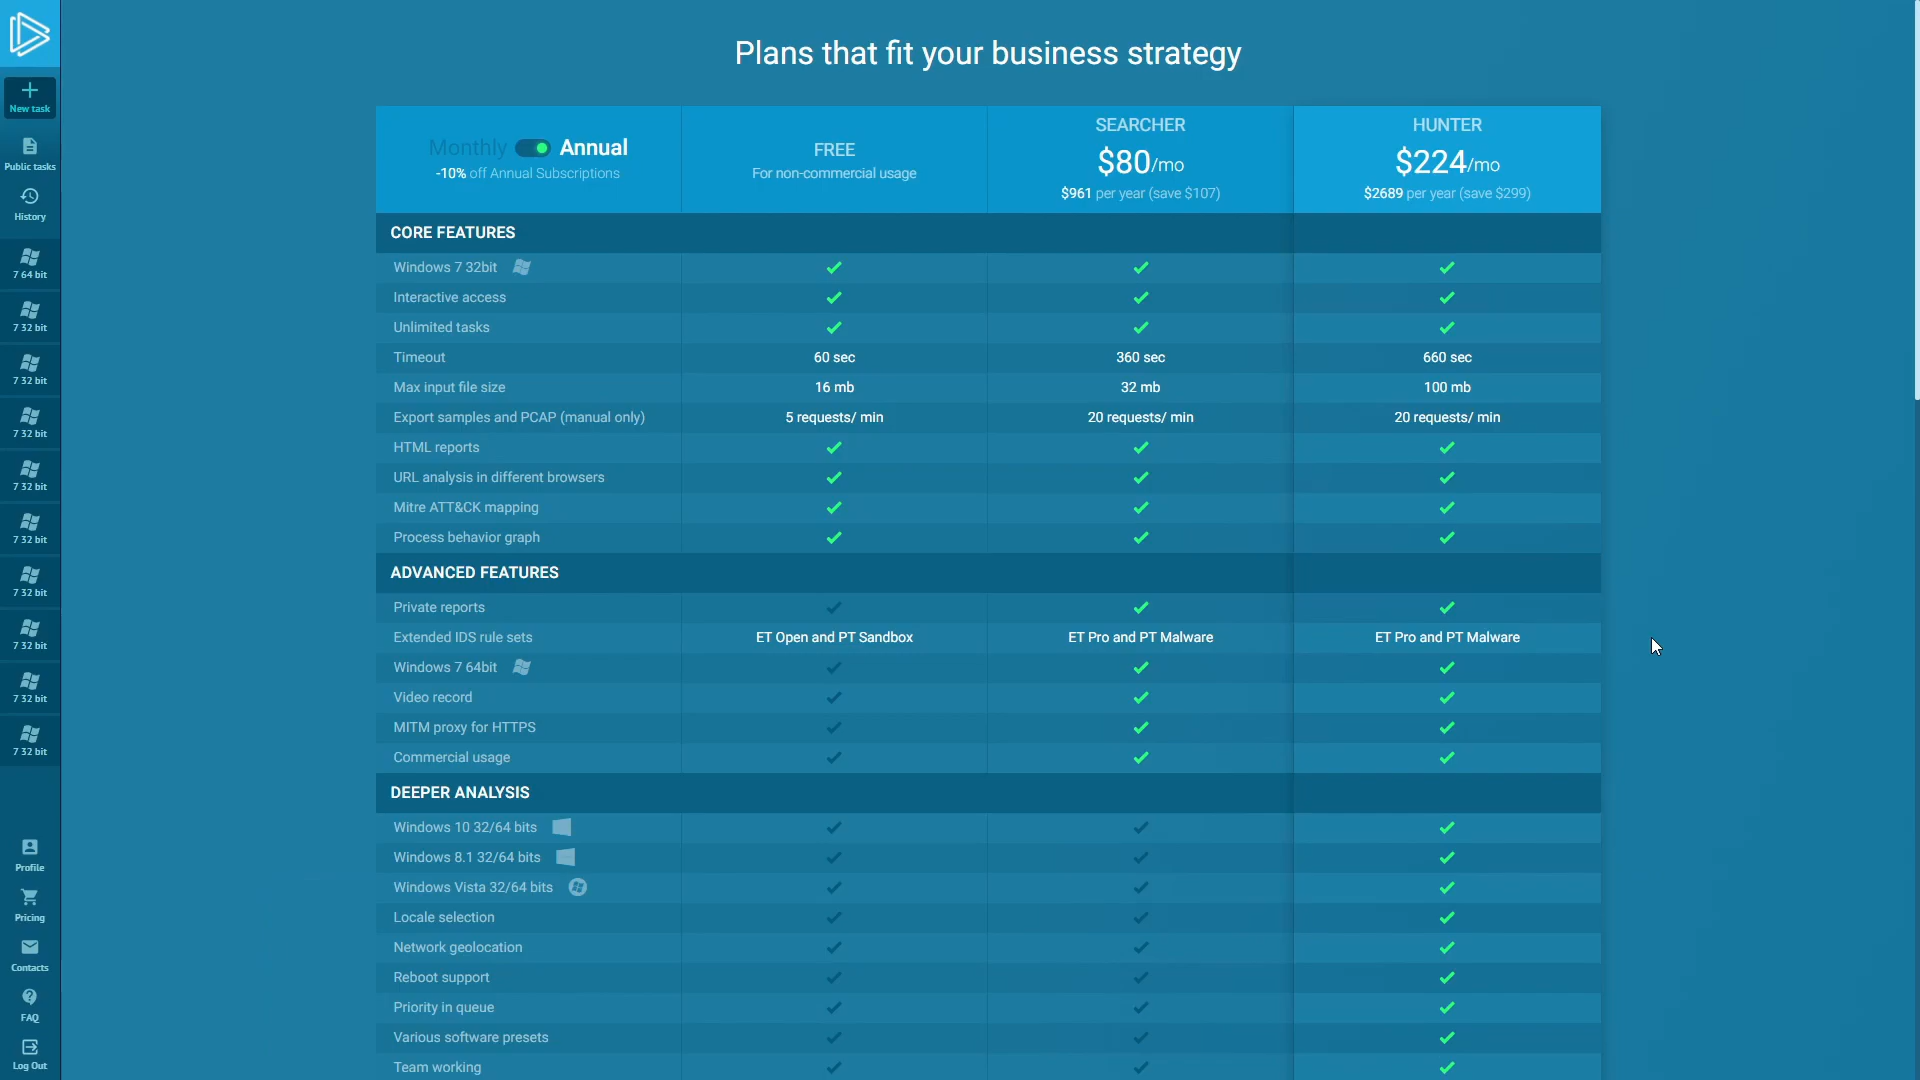 Plans that fit your business strategy
New task
Public tasks
History
7 64 bit
7 32 bit
7 32 bit
7 32 bit
7 32 bit
7 32 bit
7 32 bit
7 32 bit
7 32 bit
7 32 bit
Profile
Pricing
Contacts
FAQ
Log Out
Monthly Annual
-10% off Annual Subscriptions
FREE
For non-commercial usage
SEARCHER
$80/mo
$961 per year (save $107)
HUNTER
$224/mo
$2689 per year (save $299)
CORE FEATURES
Windows 7 32bit
Interactive access
Unlimited tasks
Timeout 60 sec 360 sec 660 sec
Max input file size 16 mb 32 mb 100 mb
Export samples and PCAP (manual only) 5 requests/ min 20 requests/ min 20 requests/ min
HTML reports
URL analysis in different browsers
Mitre ATT&CK mapping
Process behavior graph
ADVANCED FEATURES
Private reports
Extended IDS rule sets ET Open and PT Sandbox ET Pro and PT Malware ET Pro and PT Malware
Windows 7 64bit
Video record
MITM proxy for HTTPS
Commercial usage
DEEPER ANALYSIS
Windows 10 32/64 bits
Windows 8.1 32/64 bits
Windows Vista 32/64 bits
Locale selection
Network geolocation
Reboot support
Priority in queue
Various software presets
Team working